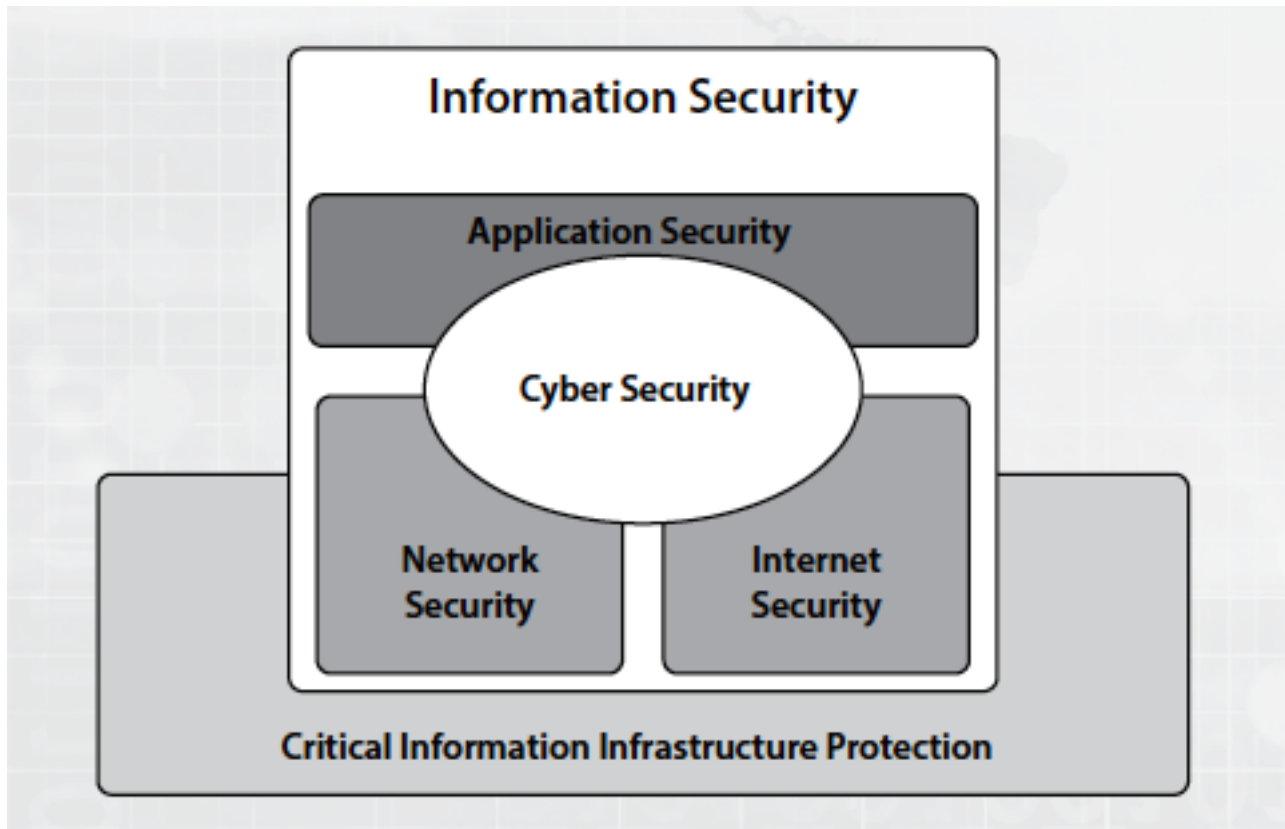 Information Security
Application Security
Cyber Security
Network
Security
Internet
Security
Critical Information Infrastructure Protection